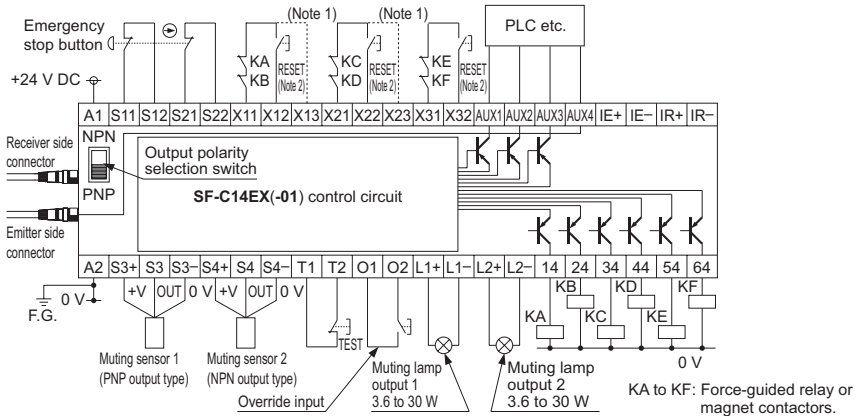 Emergency
stop button
(Note 1)
(Note 1)
PLC etc.
+24 V DC
KA
KB
RESET
(Note 2)
KC
KD
RESET
(Note 2)
KE
KF
RESET
(Note 2)
A1 S11 S12 S21 S22 X11 X12 X13 X21 X22 X23 X31 X32 AUX1 AUX2 AUX3 AUX4 IE+ IE− IR+ IR−
Receiver side
connector
NPN
PNP
Output polarity
selection switch
SF-C14EX(-01) control circuit
Emitter side
connector
A2 S3+ S3 S3− S4+ S4 S4− T1 T2 O1 O2 L1+ L1− L2+ L2− 14 24 34 44 54 64
0 V
F.G.
+V OUT 0 V
+V OUT 0 V
TEST
KA
KB
KC
KD
KE
KF
0 V
Muting sensor 1
(PNP output type)
Muting sensor 2
(NPN output type)
Override input
Muting lamp
output 1
3.6 to 30 W
Muting lamp
output 2
3.6 to 30 W
KA to KF: Force-guided relay or
magnet contactors.